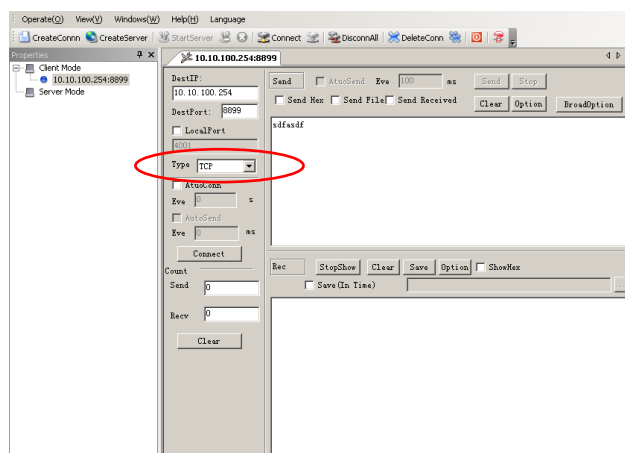 Operate(O) View(V) Windows(W) Help(H) Language
CreateConnn CreateServer StartServer Connect DisconnAll DeleteConn
Properties
Client Mode
10.10.100.254:8899
Server Mode
10.10.100.254:8899
DestIP:
10.10.100.254
DestPort: 8899
LocalPort
4001
Type TCP
AtuoConn
Eve 0 s
AutoSend
Eve 0 ms
Connect
Count
Send 0
Recv 0
Clear
Send AtuoSend Eve 100 ms Send Stop
Send Hex Send File Send Received Clear Option BroadOption
sdfasdf
Rec StopShow Clear Save Option ShowHex
Save(In Time) ...